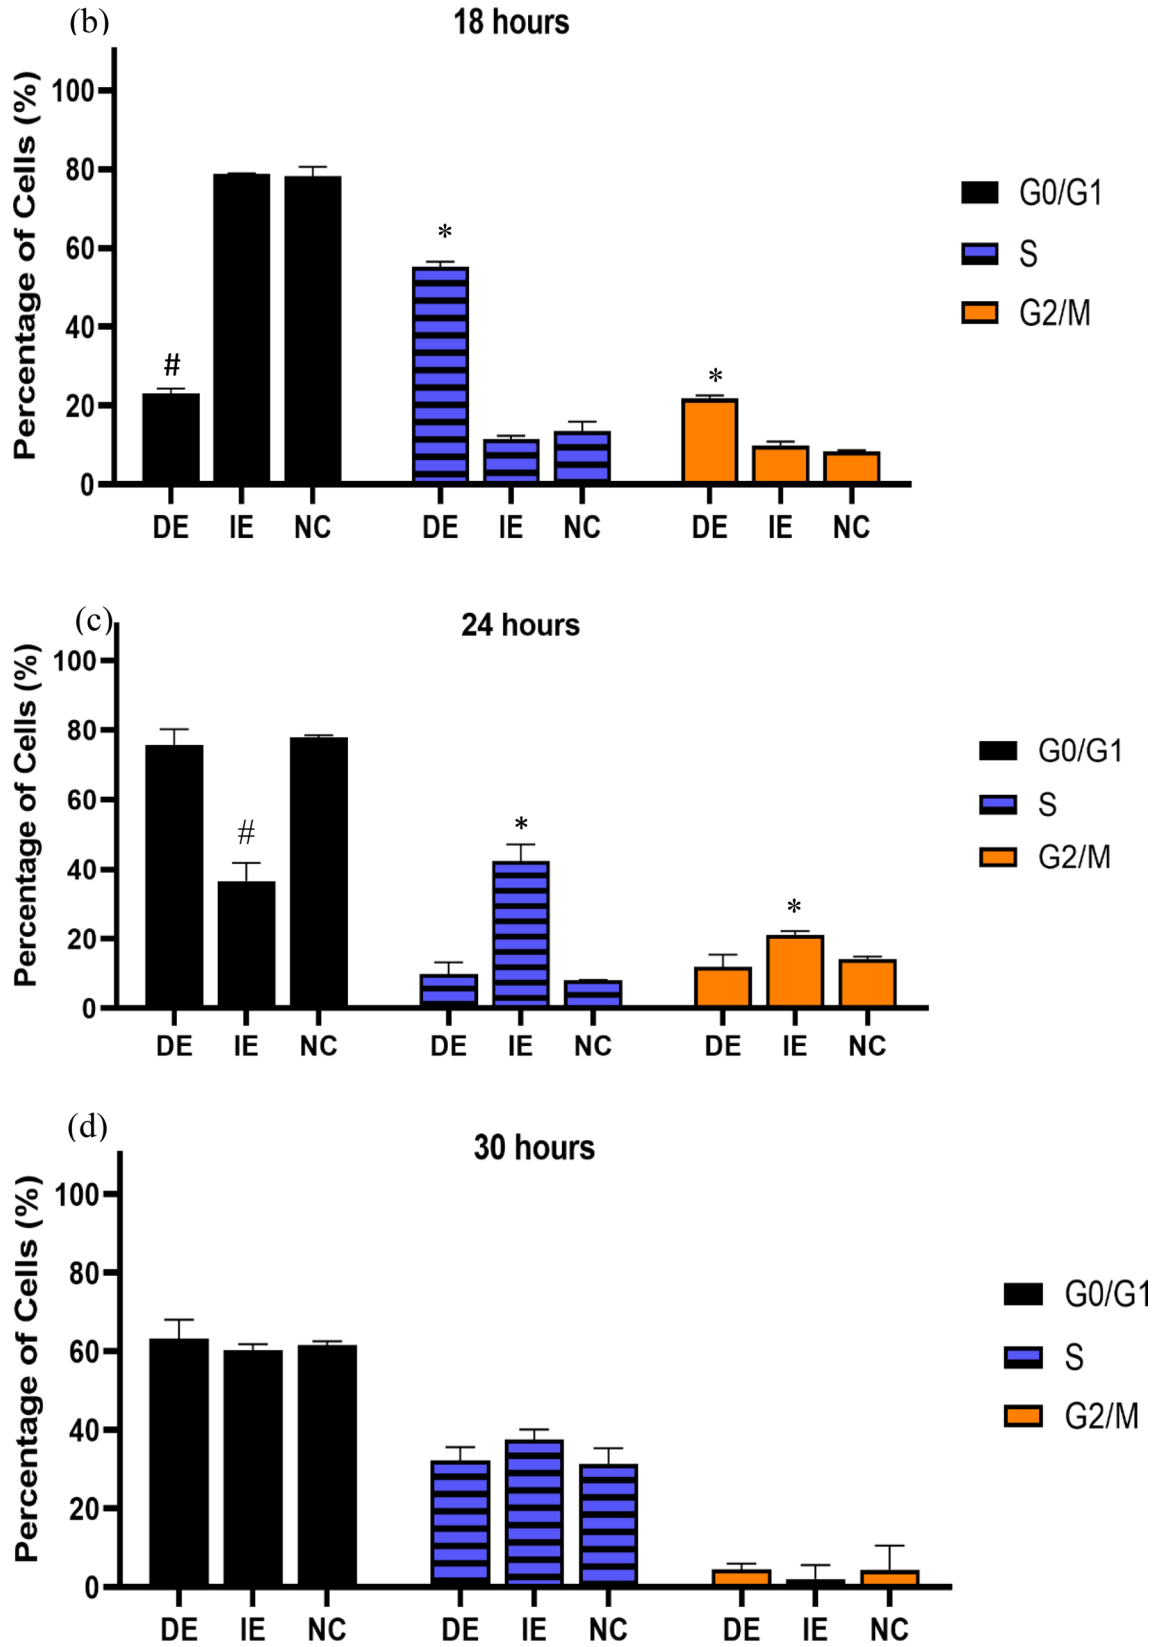 (b)
18 hours
Percentage of Cells (%)
100
80
60
40
20
0
#
*
*
DE IE NC DE IE NC DE IE NC
G0/G1
S
G2/M
(c)
24 hours
Percentage of Cells (%)
100
80
60
40
20
0
#
*
*
DE IE NC DE IE NC DE IE NC
G0/G1
S
G2/M
(d)
30 hours
Percentage of Cells (%)
100
80
60
40
20
0
DE IE NC DE IE NC DE IE NC
G0/G1
S
G2/M